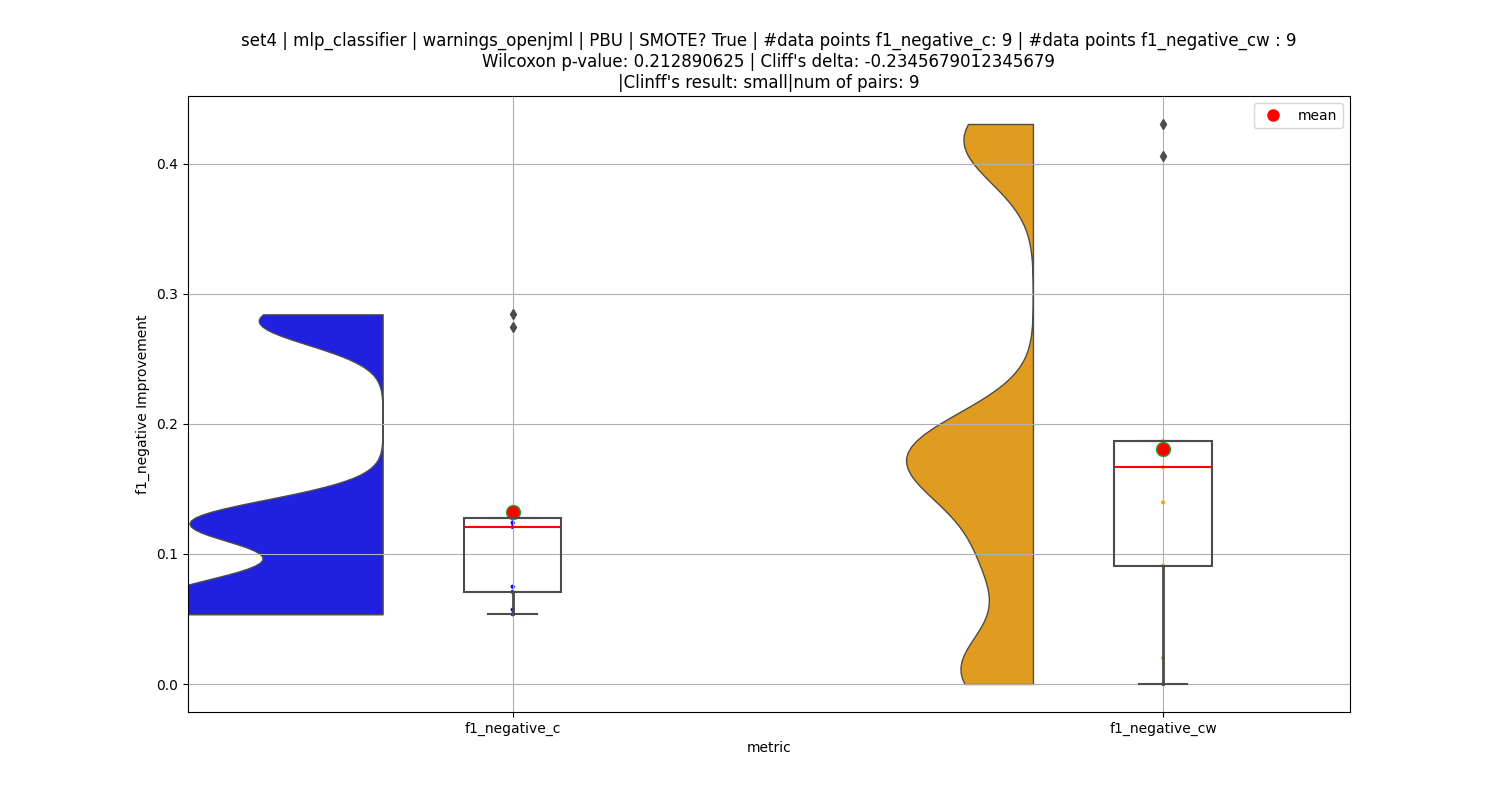 set4 | mlp_classifier | warnings_openjml | PBU | SMOTE? True | #data points f1_negative_c: 9 | #data points f1_negative_cw : 9
Wilcoxon p-value: 0.212890625 | Cliff's delta: -0.2345679012345679
|Clinff's result: small|num of pairs: 9
mean
f1_negative Improvement
0.4
0.3
0.2
0.1
0.0
f1_negative_c
f1_negative_cw
metric